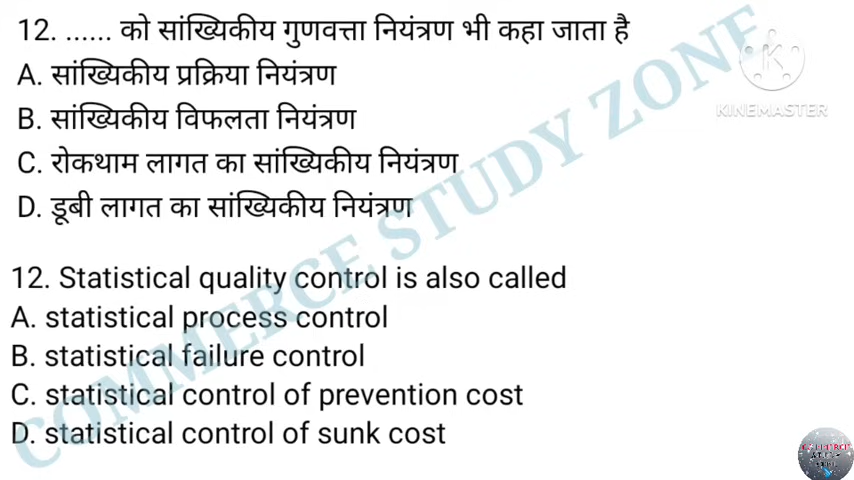 12. ...... को सांख्यिकीय गुणवत्ता नियंत्रण भी कहा जाता है
A. सांख्यिकीय प्रक्रिया नियंत्रण
B. सांख्यिकीय विफलता नियंत्रण
C. रोकथाम लागत का सांख्यिकीय नियंत्रण
D. डूबी लागत का सांख्यिकीय नियंत्रण
KINEMASTER
COMMERCE STUDY ZONE
12. Statistical quality control is also called
A. statistical process control
B. statistical failure control
C. statistical control of prevention cost
D. statistical control of sunk cost